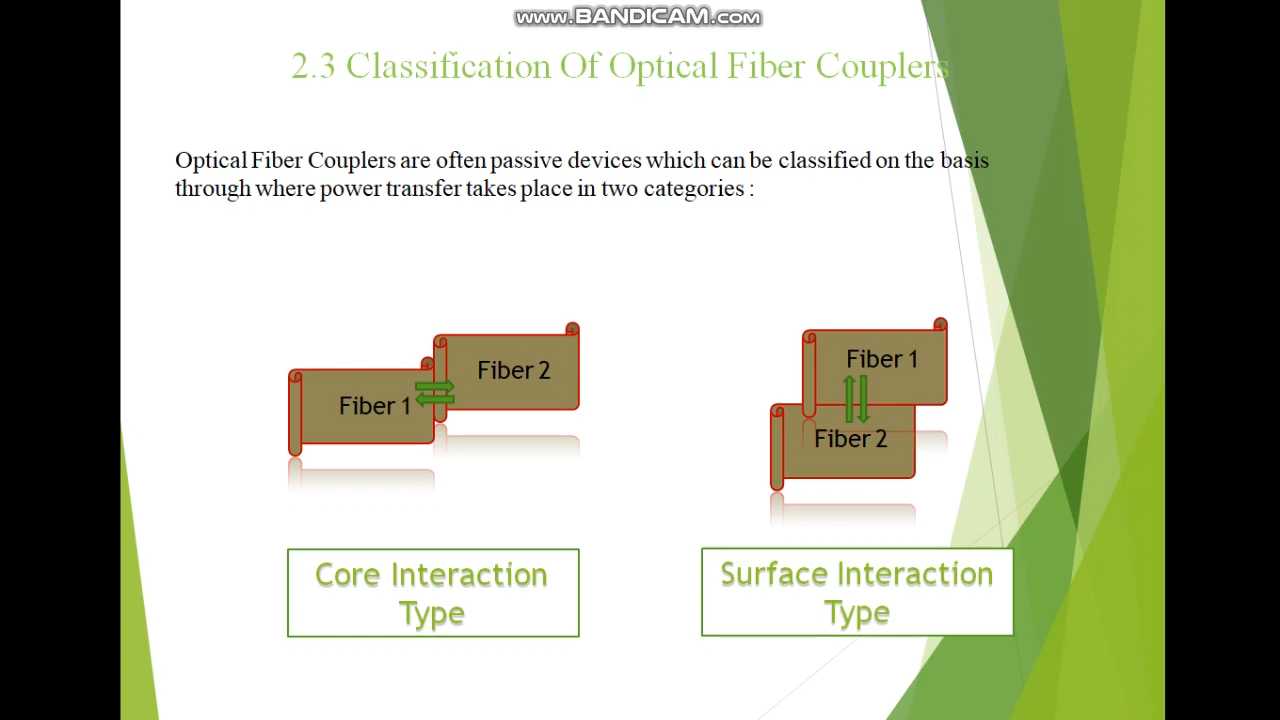 www.BANDICAM.com
2.3 Classification Of Optical Fiber Couplers
Optical Fiber Couplers are often passive devices which can be classified on the basis
through where power transfer takes place in two categories :
Fiber 1
Fiber 2
Fiber 1
Fiber 2
Core Interaction
Type
Surface Interaction
Type